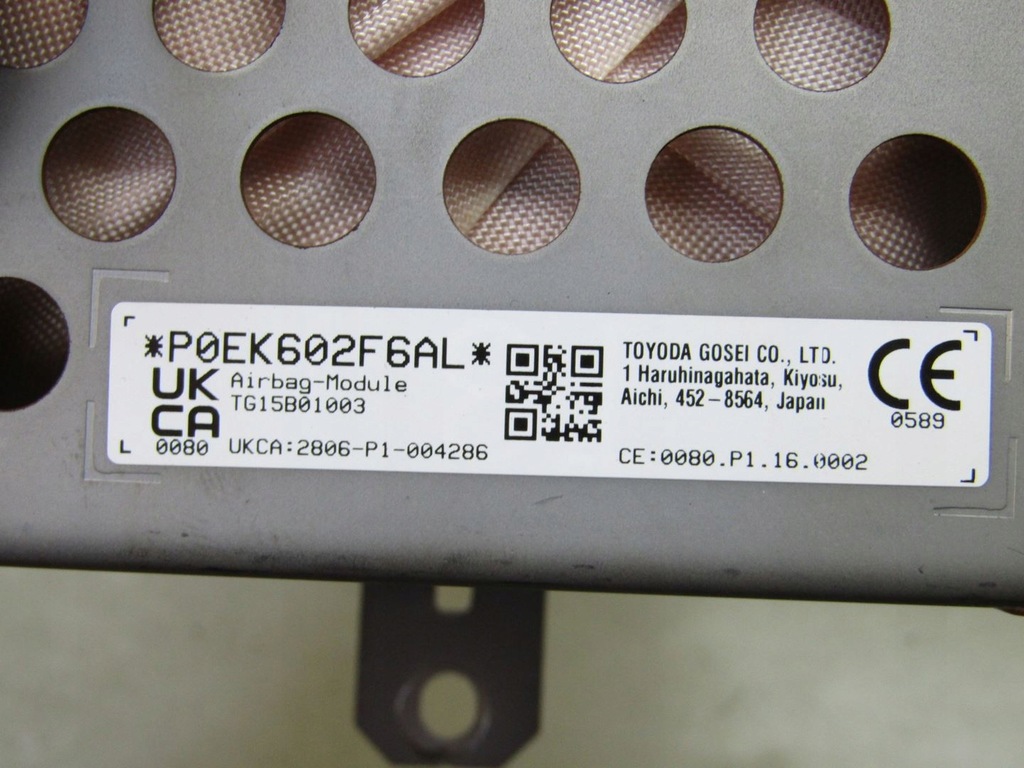 *P0EK602F6AL*
UK
CA
0080
Airbag-Module
TG15B01003
UKCA:2806-P1-004286
TOYODA GOSEI CO., LTD.
1 Haruhinagahata, Kiyosu,
Aichi, 452-8564, Japan
CE
0589
CE:0080.P1.16.0002